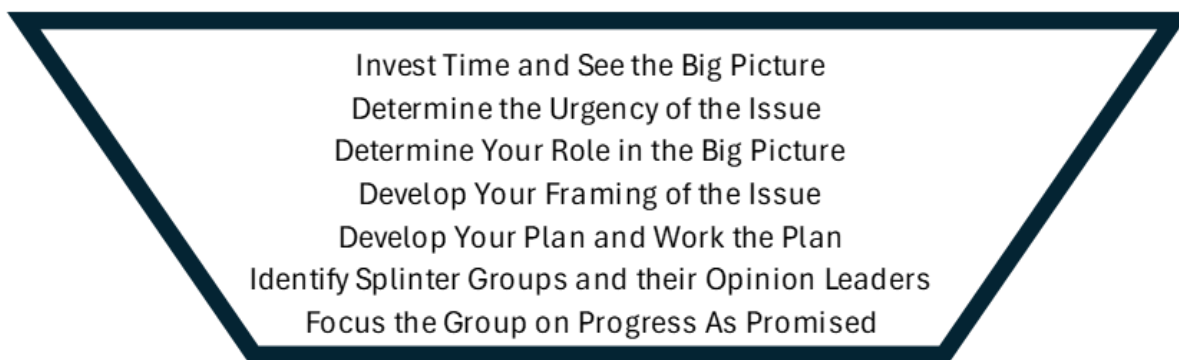 Invest Time and See the Big Picture
Determine the Urgency of the Issue
Determine Your Role in the Big Picture
Develop Your Framing of the Issue
Develop Your Plan and Work the Plan
Identify Splinter Groups and their Opinion Leaders
Focus the Group on Progress As Promised